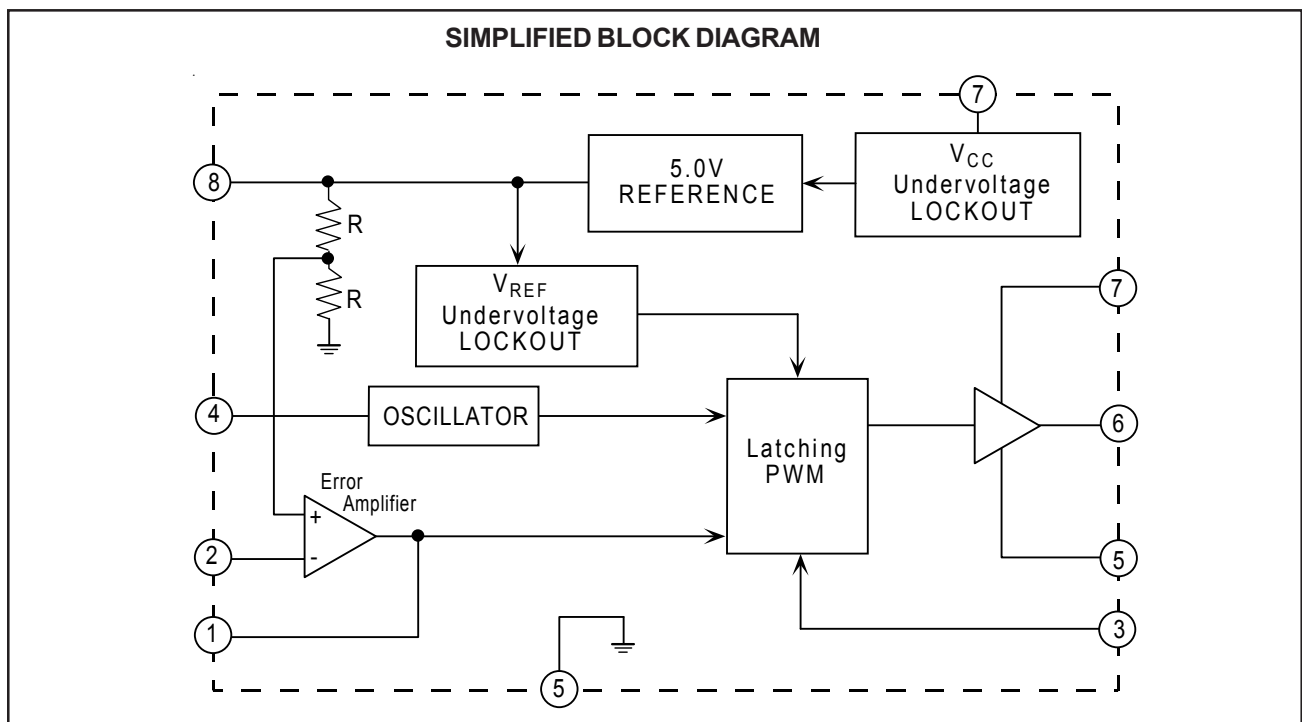 SIMPLIFIED BLOCK DIAGRAM
7
VCC
Undervoltage
LOCKOUT
5.0V
REFERENCE
8
R
R
VREF
Undervoltage
LOCKOUT
7
4
OSCILLATOR
Latching
PWM
6
Error
Amplifier
+
-
2
5
1
3
5